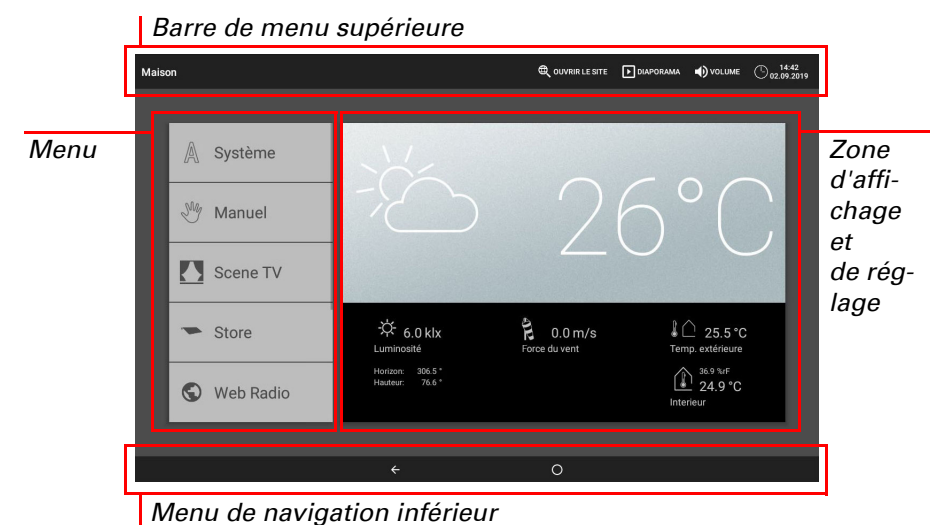 Barre de menu supérieure
Maison
OUVRIR LE SITE
DIAPORAMA
VOLUME
14:42
02.09.2019
Menu
Système
Manuel
Scene TV
Store
Web Radio
26°C
6.0 klx
Luminosité
Horizon: 306.5 °
Hauteur: 76.6 °
0.0 m/s
Force du vent
25.5 °C
Temp. extérieure
36.9 %rF
24.9 °C
Interieur
Zone
d'affi-
chage
et
de rég-
lage
Menu de navigation inférieur